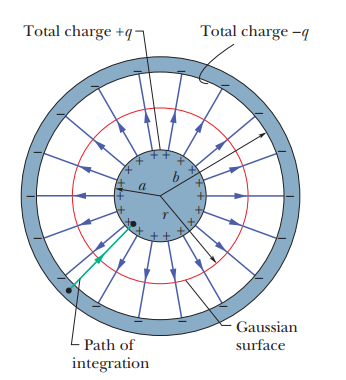 Total charge +q
Total charge –q
b
a
r
Path of
integration
Gaussian
surface